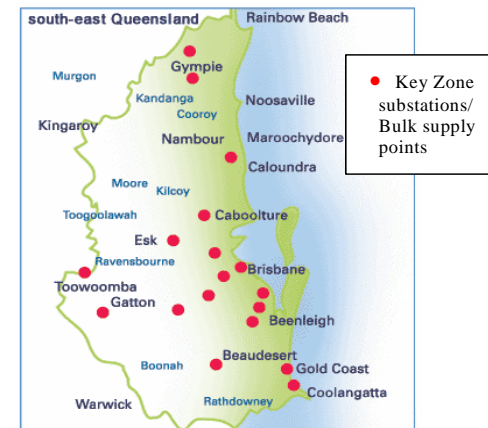 south-east Queensland
Rainbow Beach
Gympie
Murgon
Kandanga
Cooroy
Noosaville
Kingaroy
Nambour
Maroochydore
Caloundra
Moore
Kilcoy
Toogoolawah
Caboolture
Esk
Ravensbourne
Brisbane
Toowoomba
Gatton
Beenleigh
Beaudesert
Boonah
Gold Coast
Coolangatta
Warwick
Rathdowney
Key Zone
substations/
Bulk supply
points